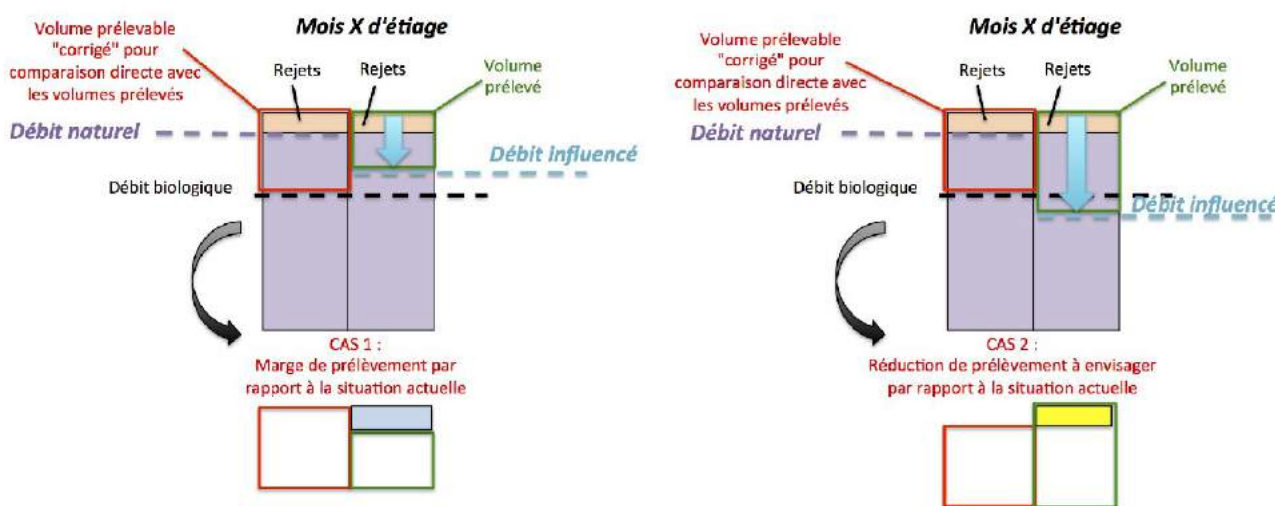 Mois X d'étiage
Volume prélevable
"corrigé" pour
comparaison directe avec
les volumes prélevés
Rejets
Rejets
Volume
prélevé
Débit naturel
Débit influencé
Débit biologique
CAS 1 :
Marge de prélèvement par
rapport à la situation actuelle
Mois X d'étiage
Volume prélevable
"corrigé" pour
comparaison directe avec
les volumes prélevés
Rejets
Rejets
Volume
prélevé
Débit naturel
Débit biologique
Débit influencé
CAS 2 :
Réduction de prélèvement à envisager
par rapport à la situation actuelle